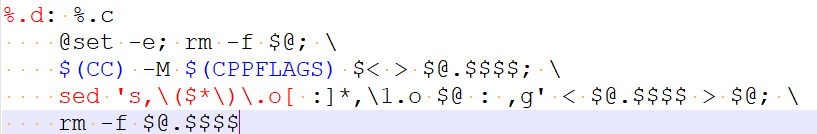 %.d: %.c
    @set -e; rm -f $@; \
    $(CC) -M $(CPPFLAGS) $< > $@.$$$$; \
    sed 's,\($*\)\.o[ :]*,\1.o $@ : ,g' < $@.$$$$ > $@; \
    rm -f $@.$$$$